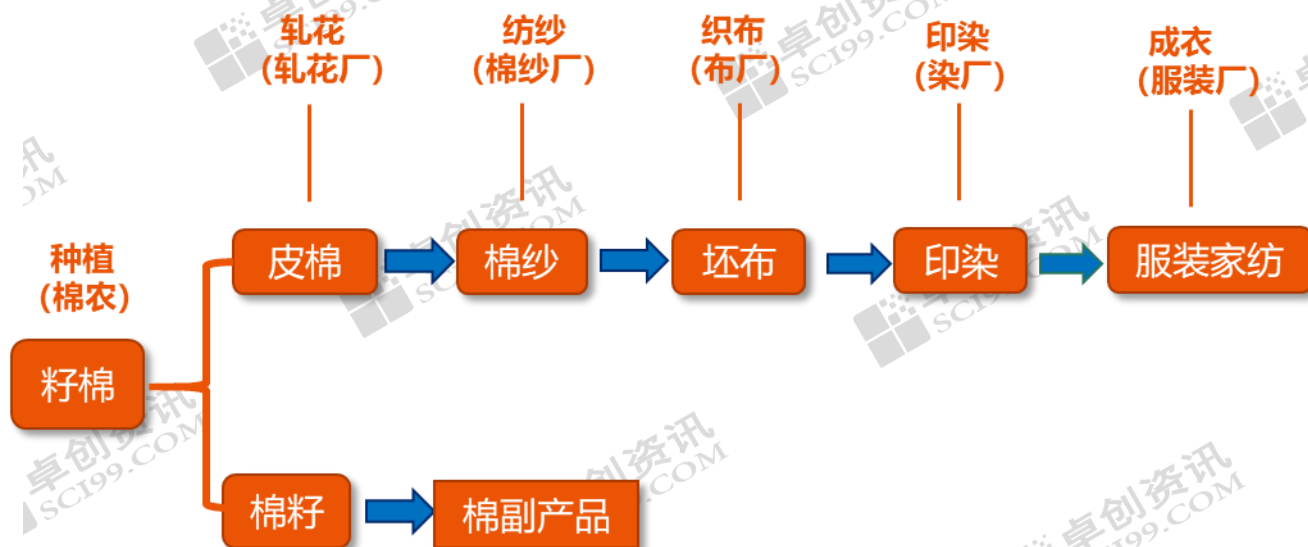 轧花
(轧花厂)
纺纱
(棉纱厂)
织布
(布厂)
印染
(染厂)
成衣
(服装厂)
种植
(棉农)
籽棉
皮棉
棉纱
坯布
印染
服装家纺
棉籽
棉副产品
卓创资讯
SCI99.COM